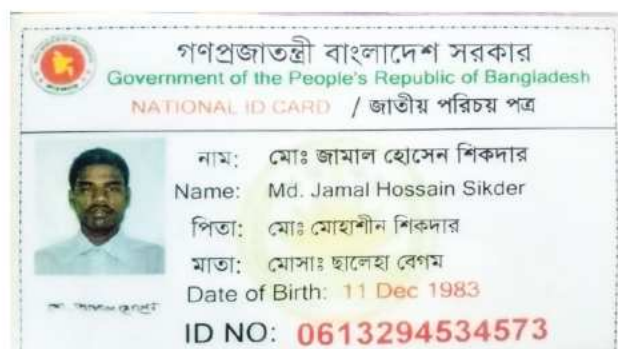 গণপ্রজাতন্ত্রী বাংলাদেশ সরকার
Government of the People's Republic of Bangladesh
NATIONAL ID CARD / জাতীয় পরিচয় পত্র
নাম: মোঃ জামাল হোসেন শিকদার
Name: Md. Jamal Hossain Sikder
পিতা: মোঃ মোহাশীন শিকদার
মাতা: মোসাঃ ছালেহা বেগম
Date of Birth: 11 Dec 1983
ID NO: 0613294534573